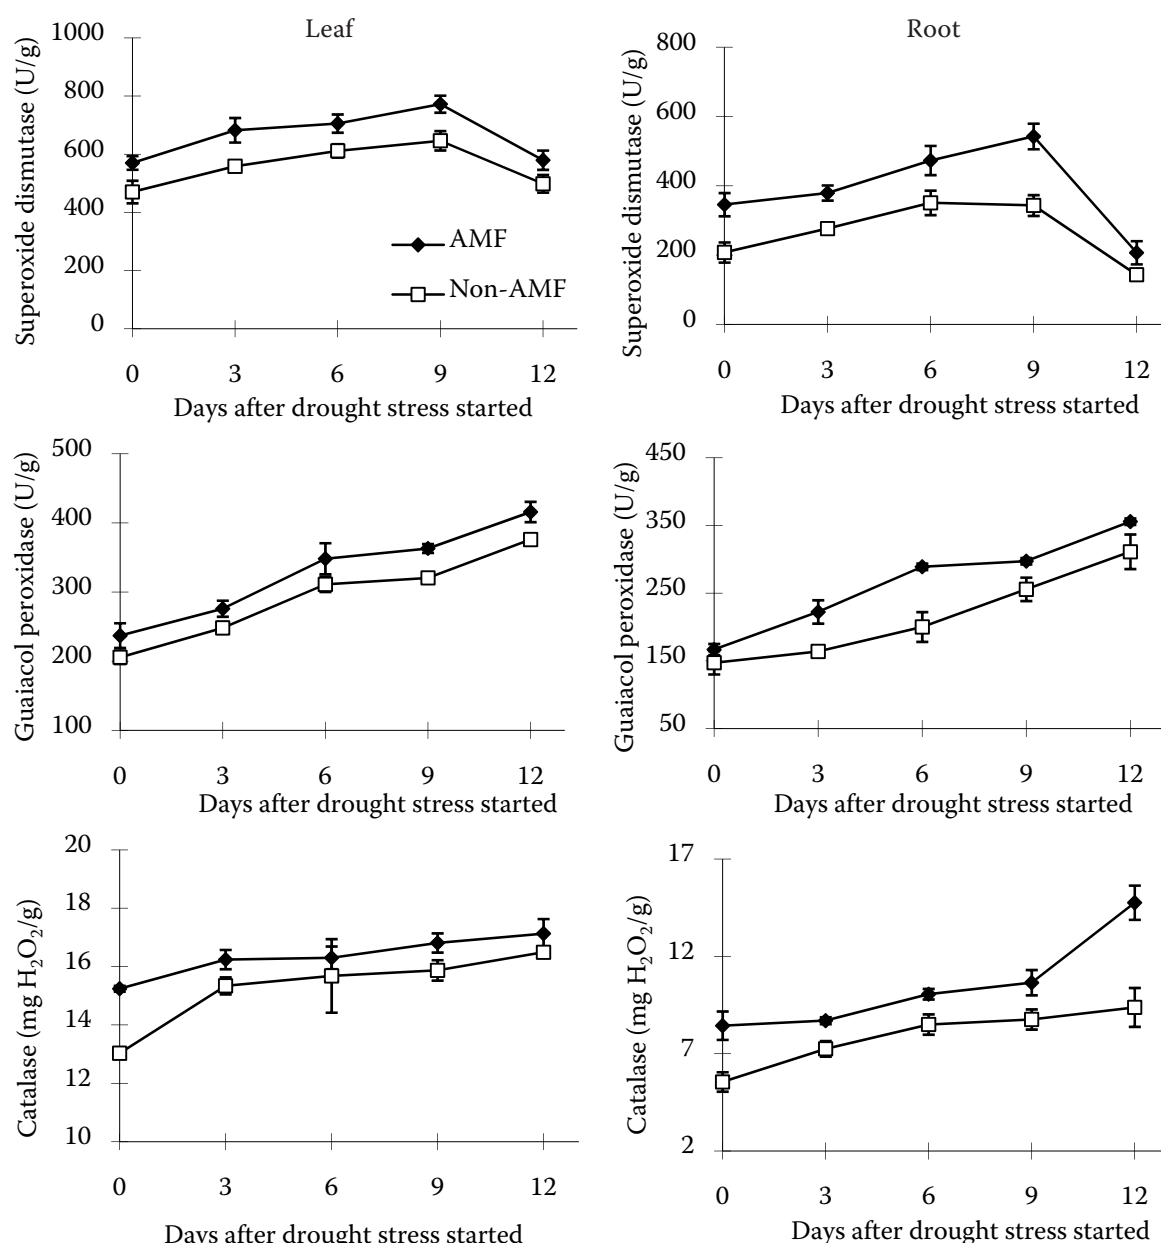 Leaf
Superoxide dismutase (U/g)
1000
800
600
400
200
0
AMF
Non-AMF
0 3 6 9 12
Days after drought stress started
Root
Superoxide dismutase (U/g)
800
600
400
200
0
0 3 6 9 12
Days after drought stress started
Guaiacol peroxidase (U/g)
500
400
300
200
100
0 3 6 9 12
Days after drought stress started
Guaiacol peroxidase (U/g)
450
350
250
150
50
0 3 6 9 12
Days after drought stress started
Catalase (mg H₂O₂/g)
20
18
16
14
12
10
0 3 6 9 12
Days after drought stress started
Catalase (mg H₂O₂/g)
17
12
7
2
0 3 6 9 12
Days after drought stress started